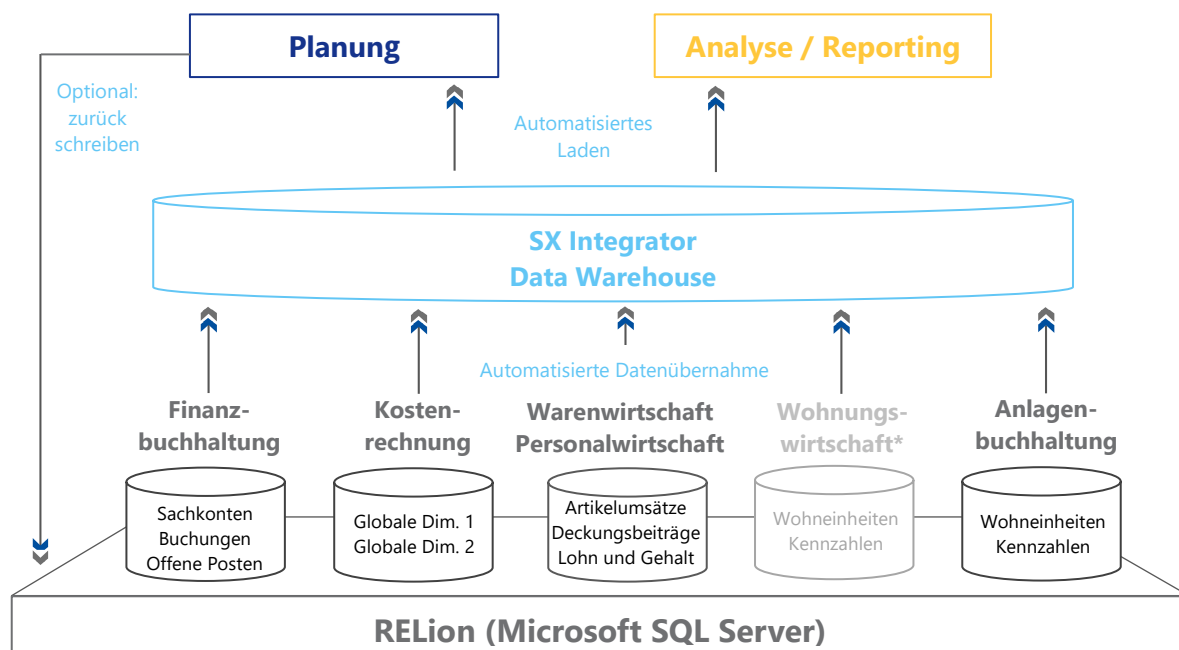 Planung
Analyse / Reporting
Optional:
zurück
schreiben
Automatisiertes
Laden
SX Integrator
Data Warehouse
Automatisierte Datenübernahme
Finanz-
buchhaltung
Kosten-
rechnung
Warenwirtschaft
Personalwirtschaft
Wohnungs-
wirtschaft*
Anlagen-
buchhaltung
Sachkonten
Buchungen
Offene Posten
Globale Dim. 1
Globale Dim. 2
Artikelumsätze
Deckungsbeiträge
Lohn und Gehalt
Wohneinheiten
Kennzahlen
Wohneinheiten
Kennzahlen
RELion (Microsoft SQL Server)